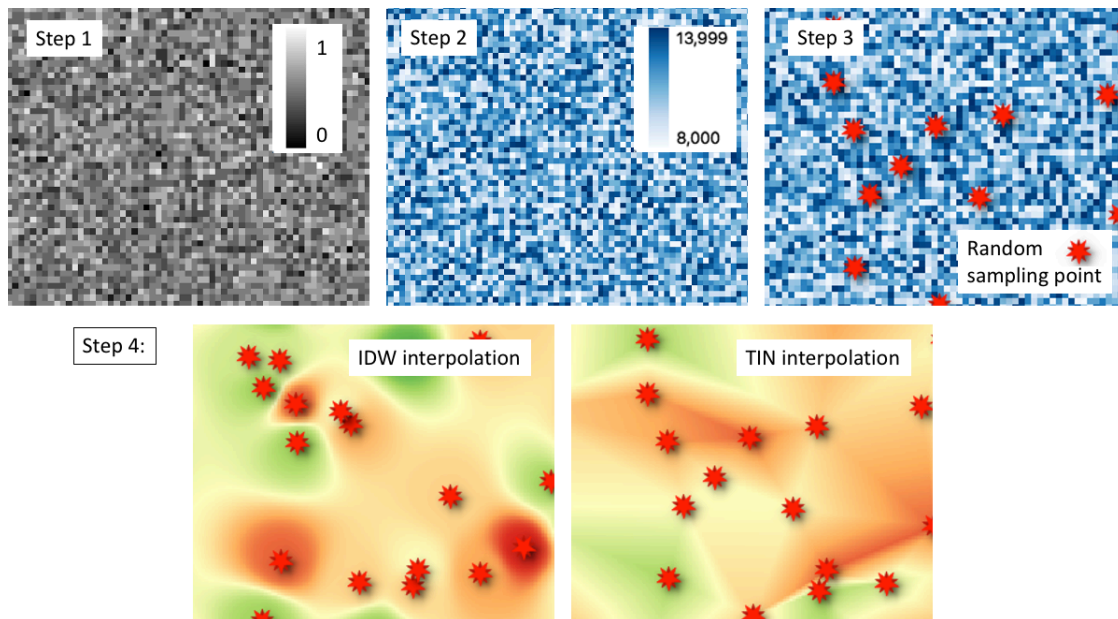 Step 1
1
0
Step 2
13,999
8,000
Step 3
Random
sampling point
Step 4:
IDW interpolation
TIN interpolation